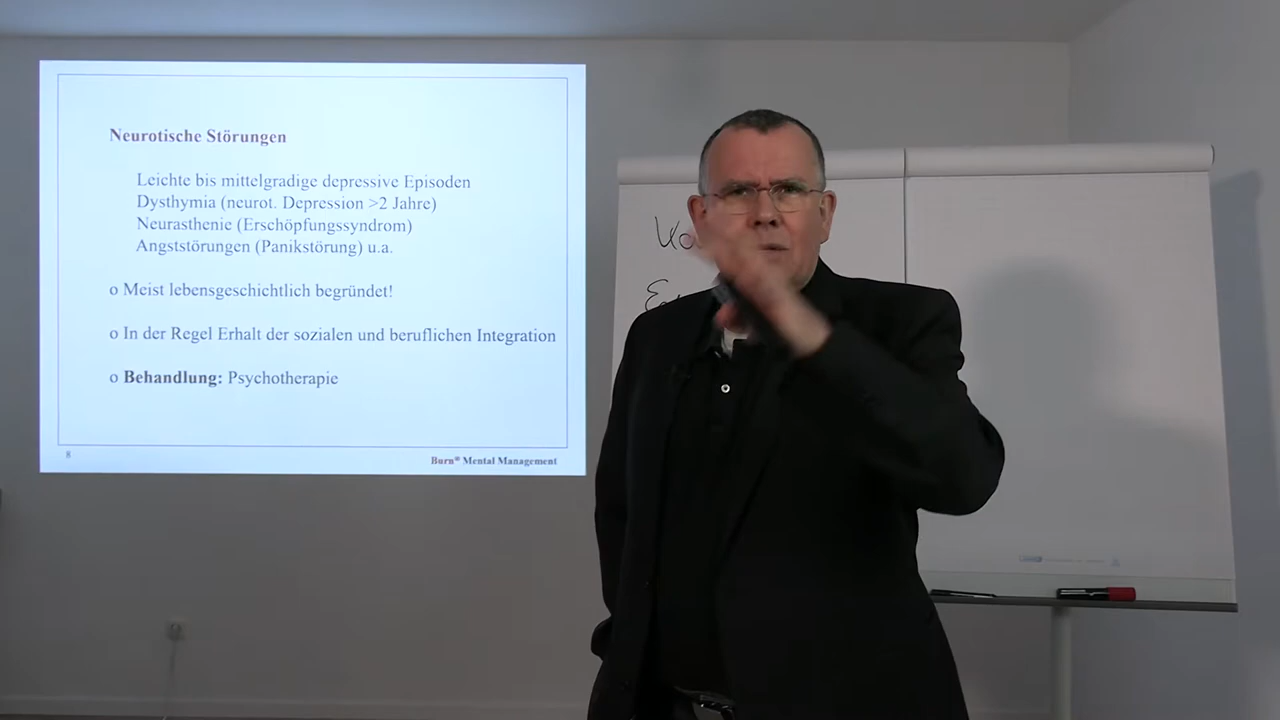 Neurotische Störungen
Leichte bis mittelgradige depressive Episoden
Dysthymia (neurot. Depression >2 Jahre)
Neurasthenie (Erschöpfungssyndrom)
Angststörungen (Panikstörung) u.a.
o Meist lebensgeschichtlich begründet!
o In der Regel Erhalt der sozialen und beruflichen Integration
o Behandlung: Psychotherapie
8
Burn® Mental Management